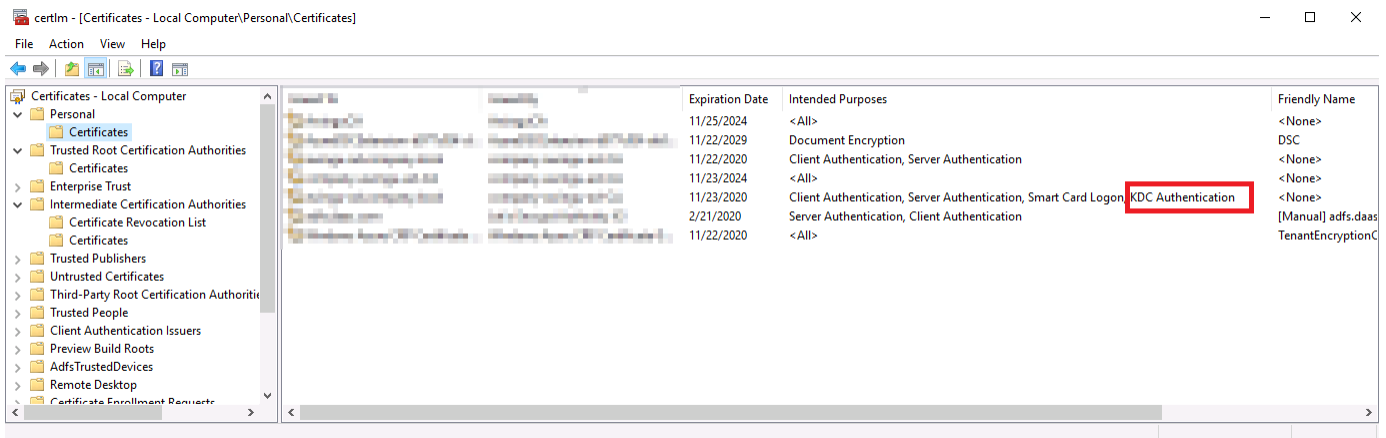 certlm - [Certificates - Local Computer\Personal\Certificates]
File Action View Help
Certificates - Local Computer
Personal
Certificates
Trusted Root Certification Authorities
Certificates
Enterprise Trust
Intermediate Certification Authorities
Certificate Revocation List
Certificates
Trusted Publishers
Untrusted Certificates
Third-Party Root Certification Authoritie
Trusted People
Client Authentication Issuers
Preview Build Roots
AdfsTrustedDevices
Remote Desktop
Certificate Enrollment Requests
Expiration Date Intended Purposes Friendly Name
11/25/2024 <All> <None>
11/22/2029 Document Encryption DSC
11/22/2020 Client Authentication, Server Authentication <None>
11/23/2024 <All> <None>
11/23/2020 Client Authentication, Server Authentication, Smart Card Logon, KDC Authentication <None>
2/21/2020 Server Authentication, Client Authentication [Manual] adfs.daas
11/22/2020 <All> TenantEncryptionC